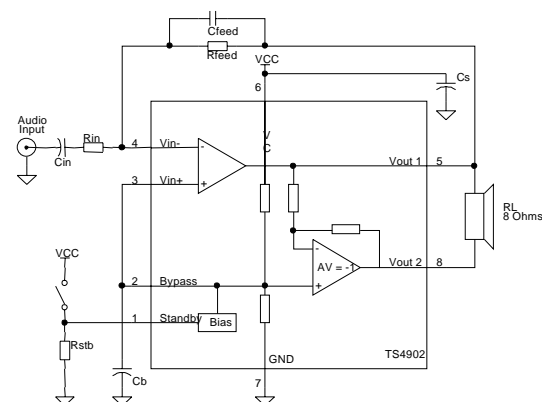 Cfeed
Rfeed
VCC
6
Cs
Audio
Input
Rin
Cin
4
Vin-
-
VC
C
Vout 1
5
3
Vin+
+
RL
8 Ohms
-
AV = -1
+
Vout 2
8
VCC
2
Bypass
1
Standby
Bias
Rstb
GND
TS4902
Cb
7